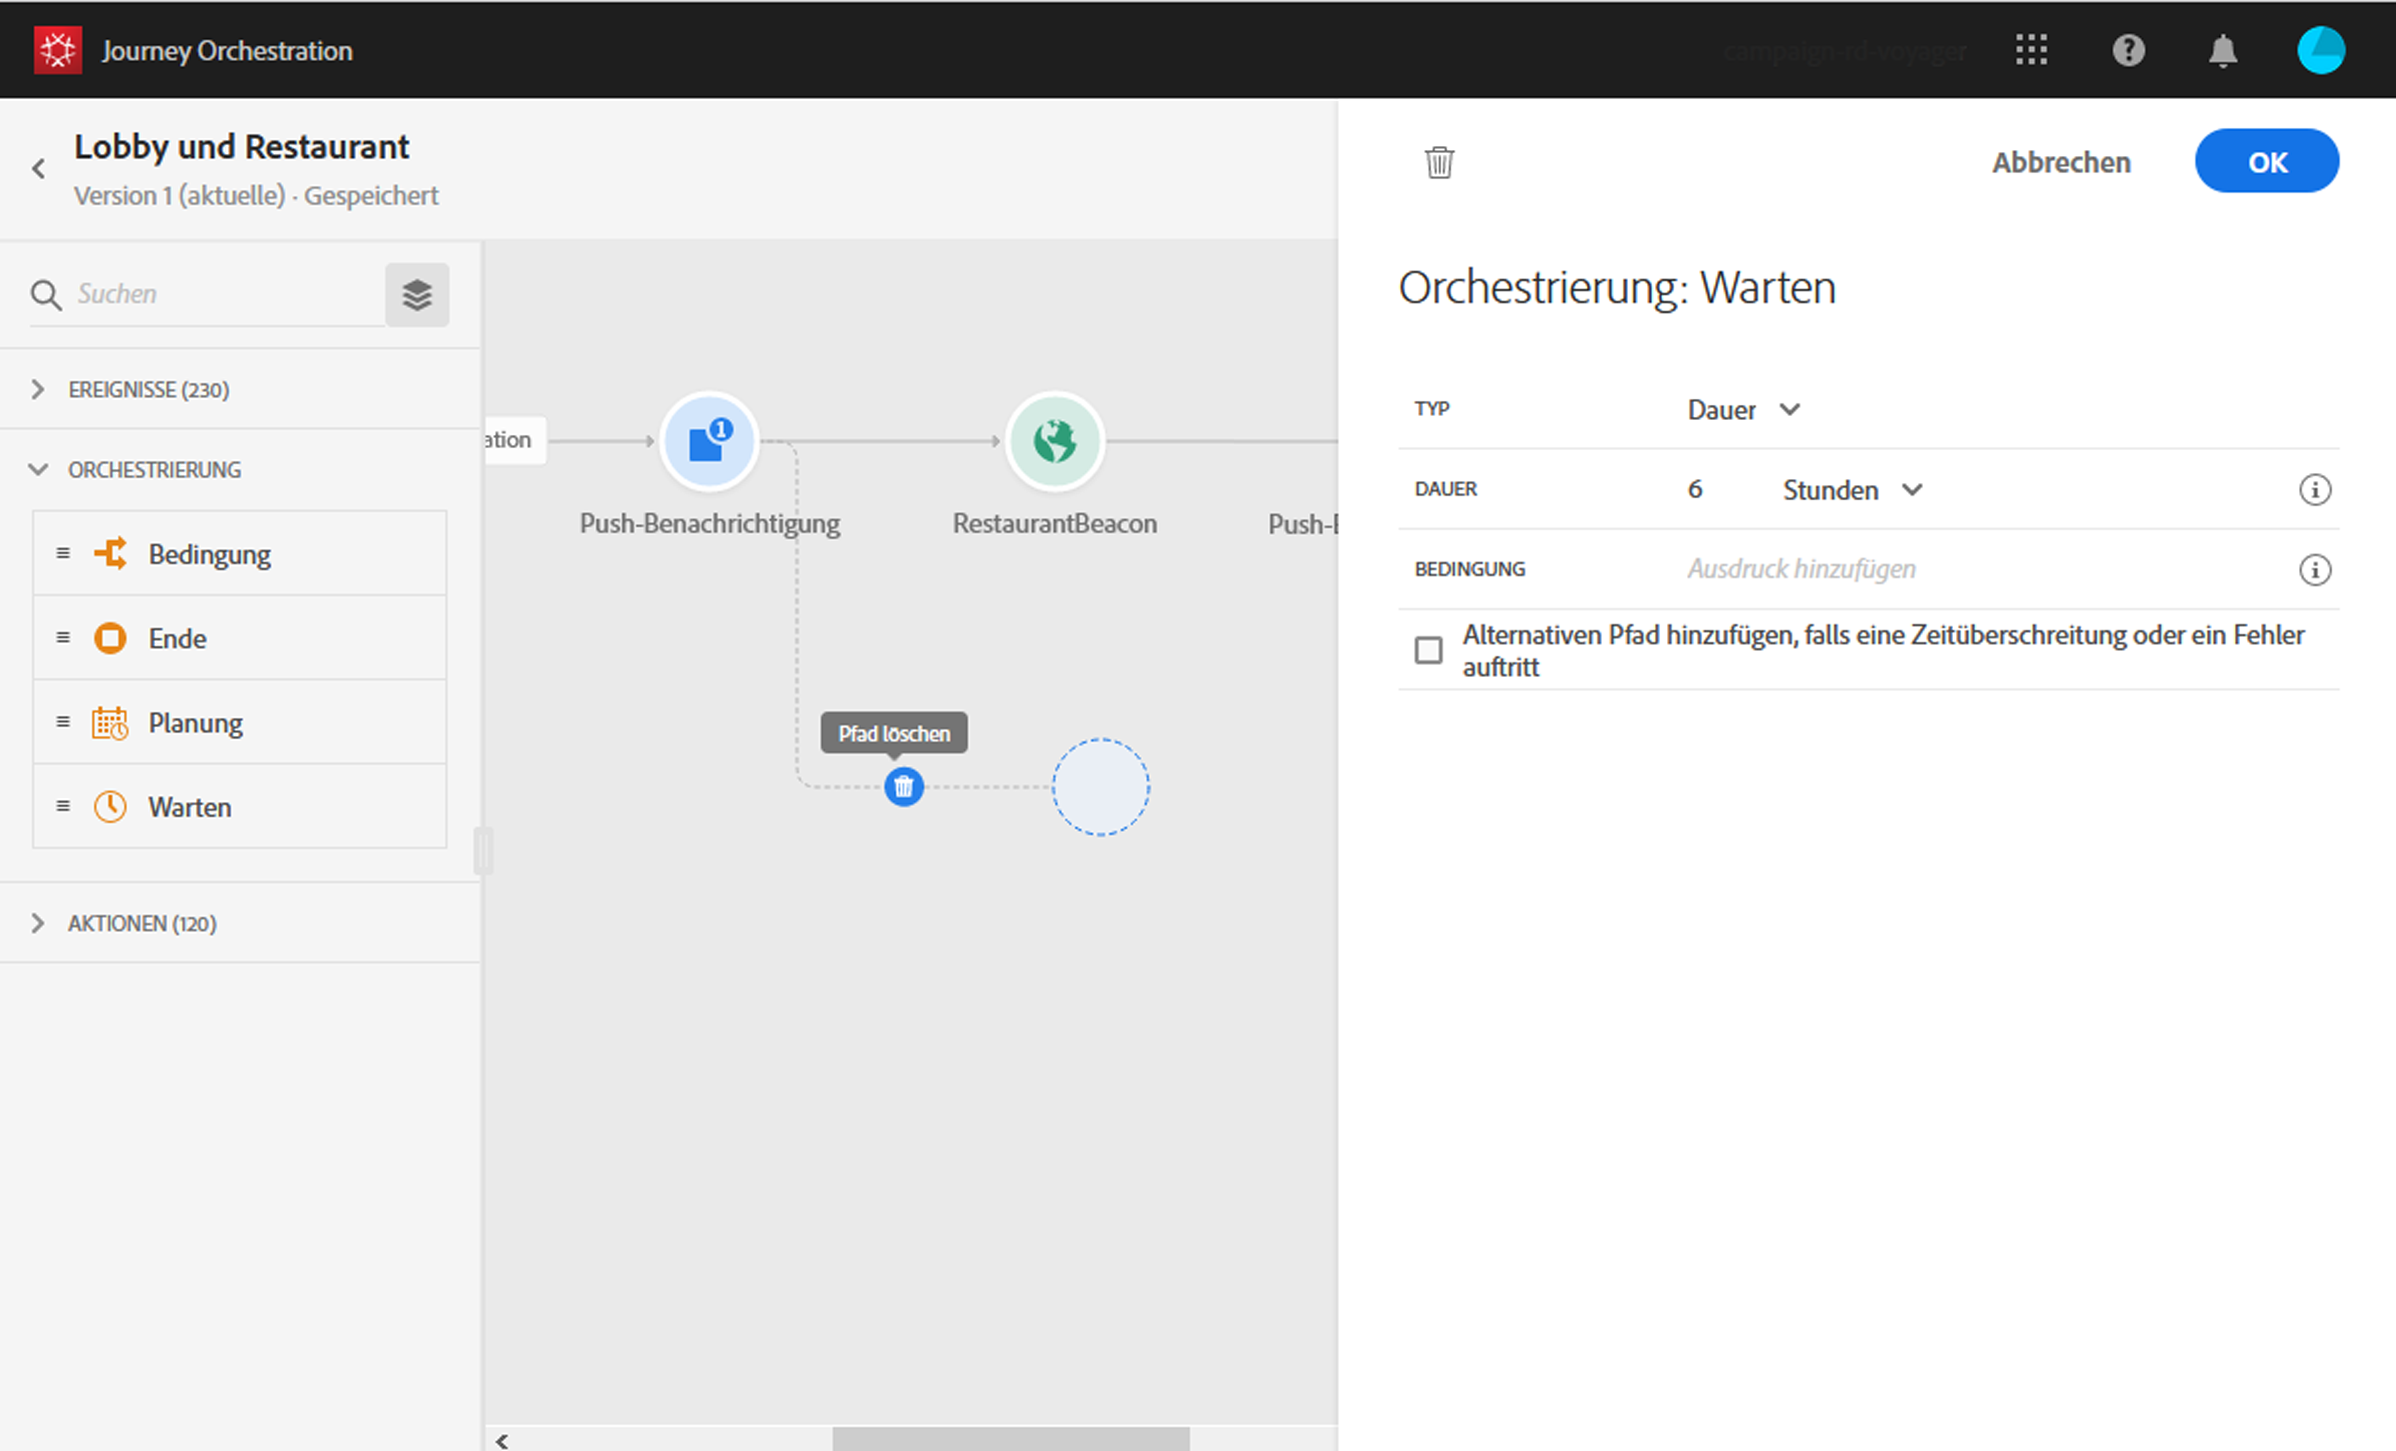 Journey Orchestration
campaign-rd-voyager
Lobby und Restaurant
Version 1 (aktuelle) · Gespeichert
Abbrechen
OK
Suchen
EREIGNISSE (230)
ORCHESTRIERUNG
Bedingung
Ende
Planung
Warten
AKTIONEN (120)
ation
1
Push-Benachrichtigung
RestaurantBeacon
Push-B
Pfad löschen
Orchestrierung: Warten
TYP
Dauer
DAUER
6
Stunden
BEDINGUNG
Ausdruck hinzufügen
Alternativen Pfad hinzufügen, falls eine Zeitüberschreitung oder ein Fehler
auftritt